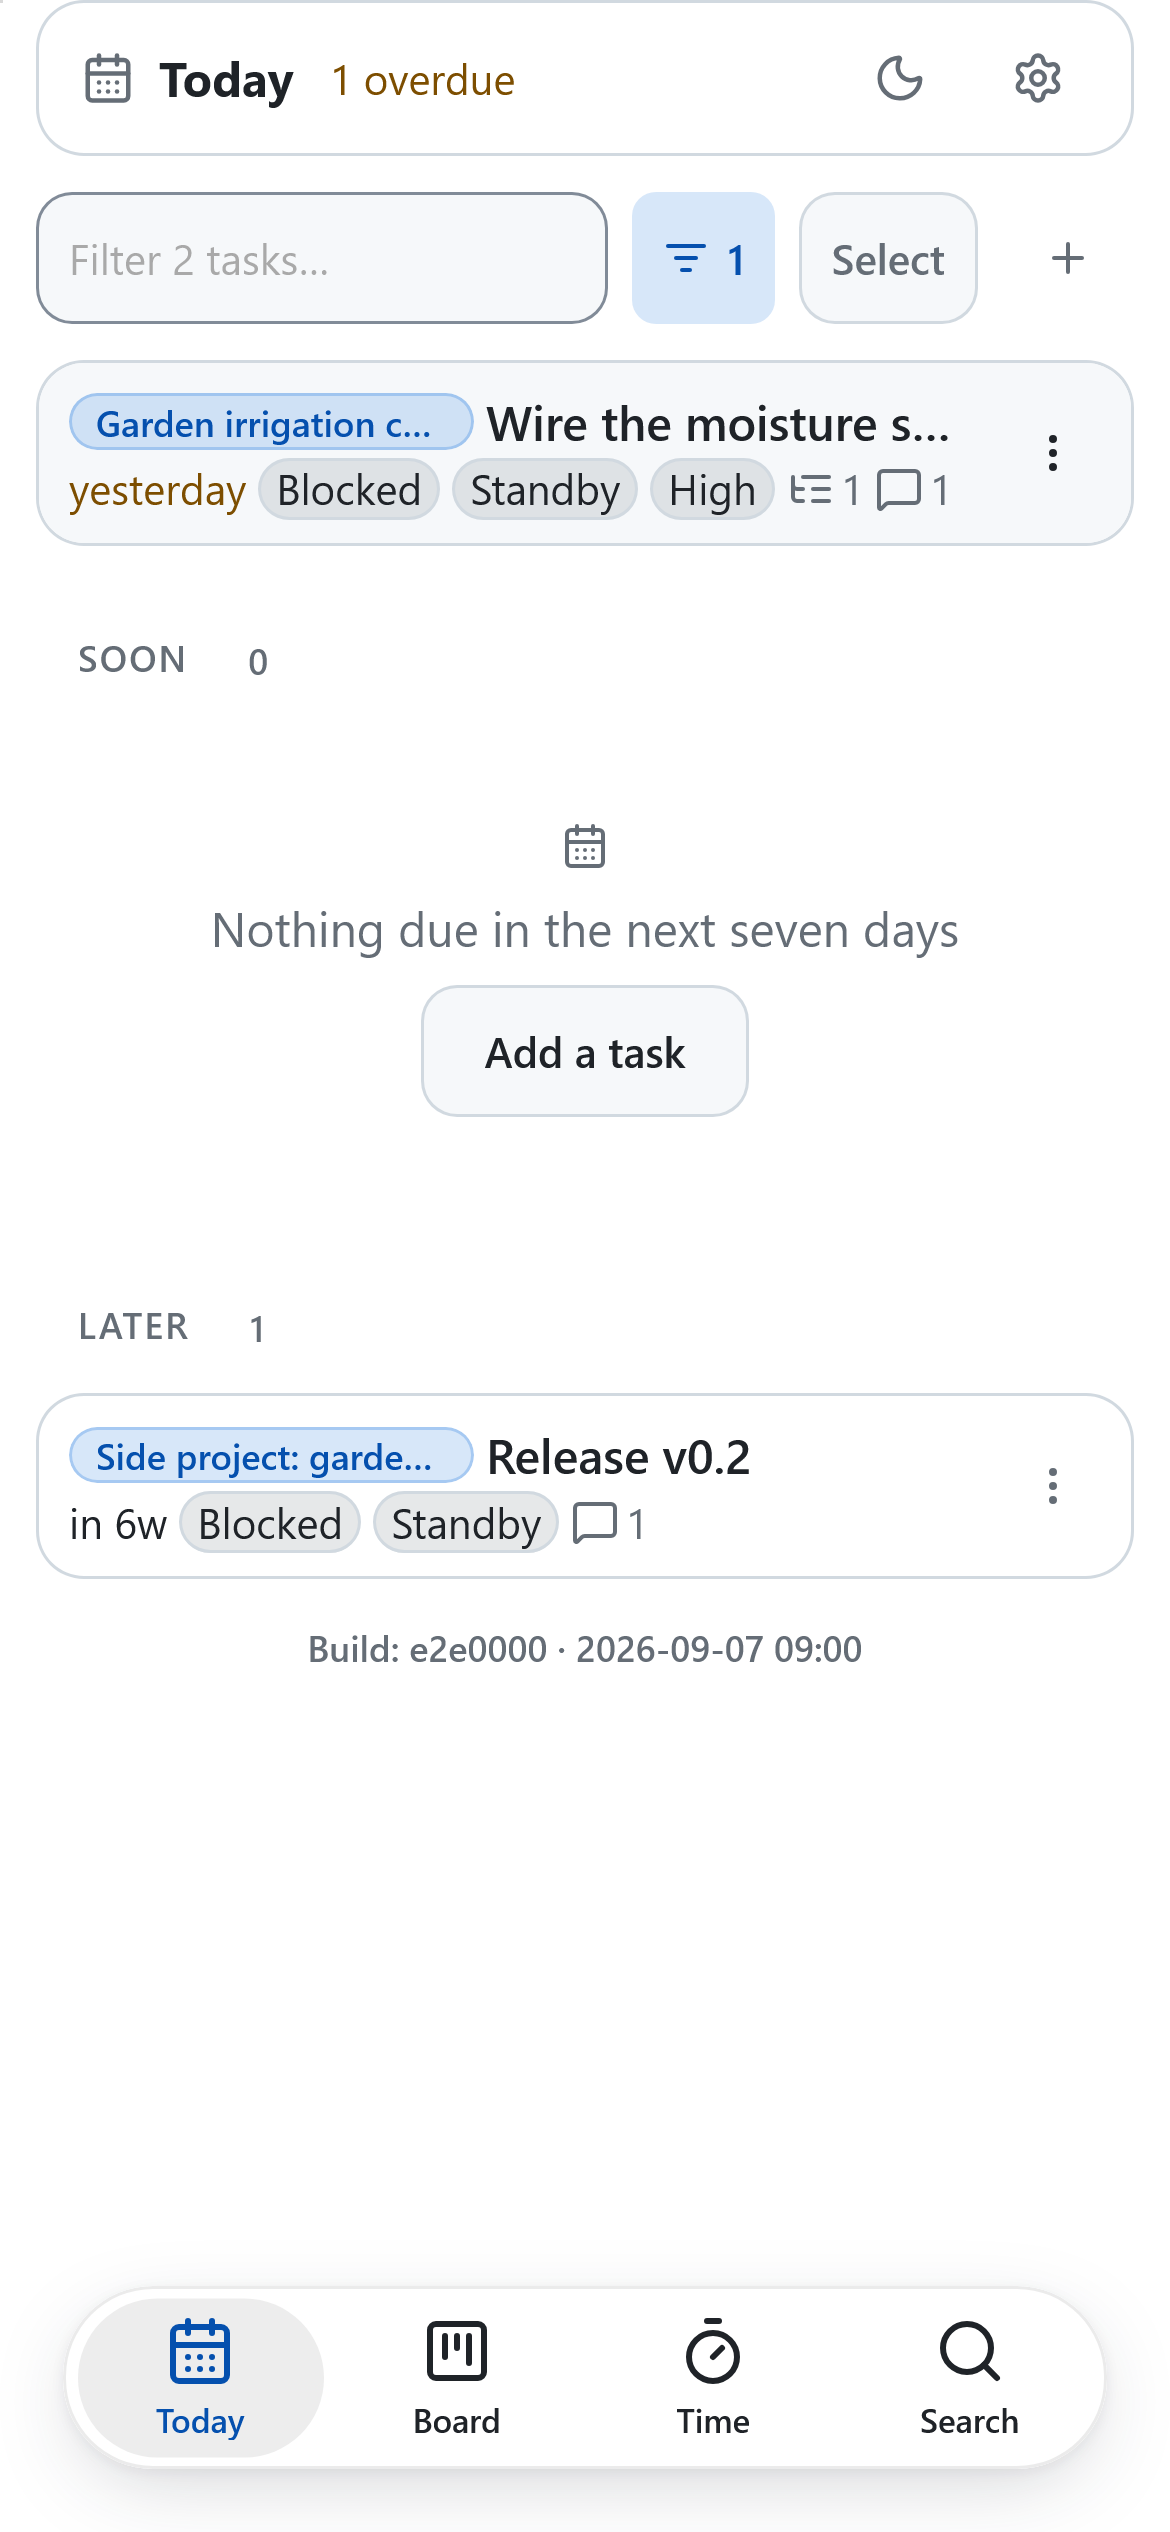 Today 1 overdue
Filter 2 tasks...
1
Select
Garden irrigation c... Wire the moisture s...
yesterday Blocked Standby High 1 1
SOON 0
Nothing due in the next seven days
Add a task
LATER 1
Side project: garde... Release v0.2
in 6w Blocked Standby 1
Build: e2e0000 · 2026-09-07 09:00
Today Board Time Search